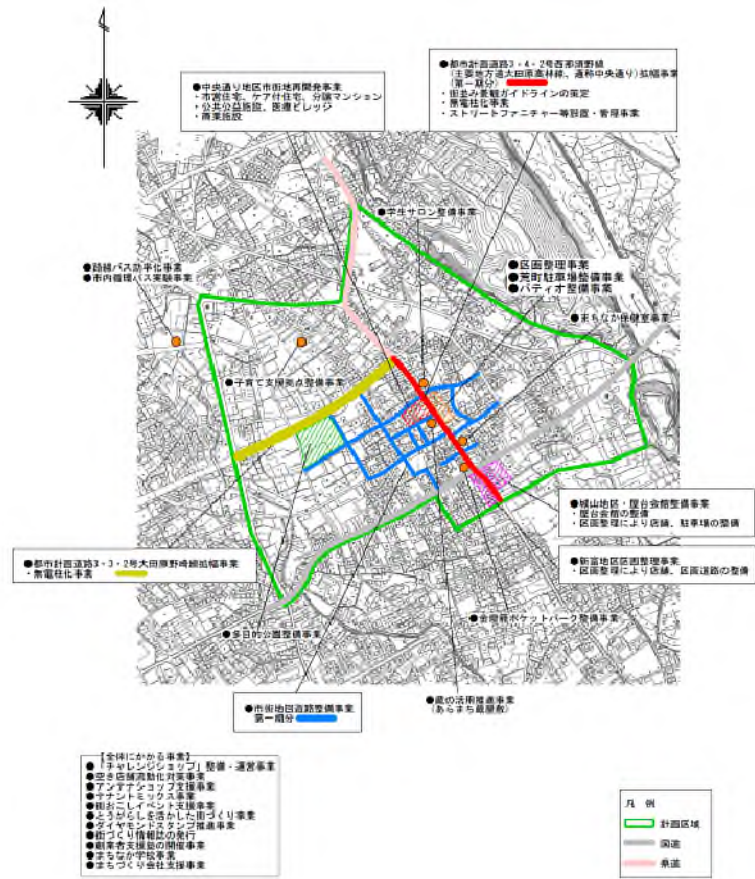 ●中央通り地区市街地再開発事業
・市営住宅、ケア付住宅、分譲マンション
・公共公益施設、医療ビレッジ
・商業施設
●都市計画道路3・4・2号西那須野線
(主要地方道大田原高林線、通称中央通り)拡幅事業
(第一期分)
・街並み景観ガイドラインの策定
・無電柱化事業
・ストリートファニチャー等設置・管理事業
●学生サロン整備事業
●路線バス効率化事業
●市内循環バス実験事業
●区画整理事業
●荒町駐車場整備事業
●パティオ整備事業
●まちなか保健室事業
●子育て支援拠点整備事業
●城山地区・屋台会館整備事業
・屋台会館の整備
・区画整理により店舗、駐車場の整備
●都市計画道路3・3・2号大田原野崎線拡幅事業
・無電柱化事業
●新富地区区画整理事業
・区画整理により店舗、区画道路の整備
●金燈籠ポケットパーク整備事業
●多目的公園整備事業
●市街地回遊路整備事業
第一期分
●蔵の活用推進事業
(あらまち蔵屋敷)
【全体にかかる事業】
●「チャレンジショップ」整備・運営事業
●空き店舗流動化対策事業
●アンテナショップ支援事業
●テナントミックス事業
●街おこしイベント支援事業
●とうがらしを活かした街づくり事業
●ダイヤモンドスタンプ推進事業
●街づくり情報誌の発行
●創業者支援塾の開催事業
●まちなか学校事業
●まちづくり会社支援事業
凡 例
計画区域
国道
県道